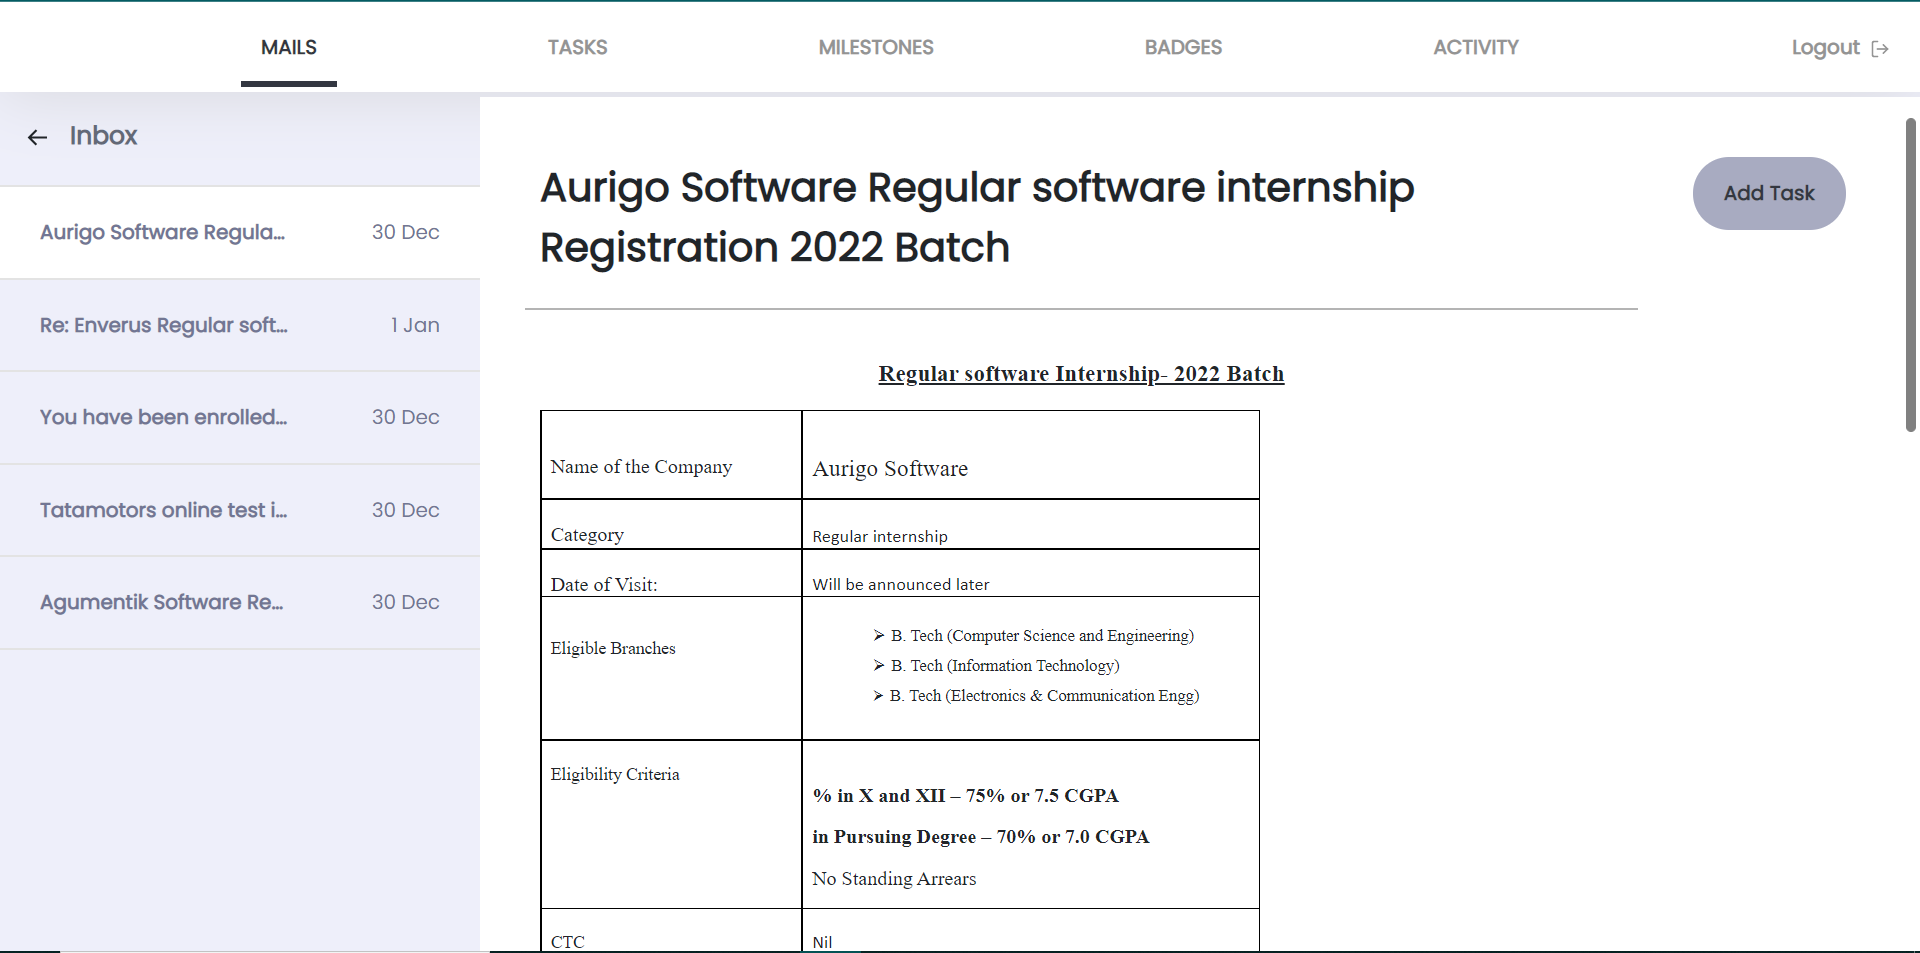 MAILS
TASKS
MILESTONES
BADGES
ACTIVITY
Logout
Inbox
Aurigo Software Regula... 30 Dec
Re: Enverus Regular soft... 1 Jan
You have been enrolled... 30 Dec
Tatamotors online test i... 30 Dec
Agumentik Software Re... 30 Dec
Aurigo Software Regular software internship
Registration 2022 Batch
Add Task
Regular software Internship- 2022 Batch
Name of the Company Aurigo Software
Category Regular internship
Date of Visit: Will be announced later
Eligible Branches
➢ B. Tech (Computer Science and Engineering)
➢ B. Tech (Information Technology)
➢ B. Tech (Electronics & Communication Engg)
Eligibility Criteria
% in X and XII – 75% or 7.5 CGPA
in Pursuing Degree – 70% or 7.0 CGPA
No Standing Arrears
CTC Nil